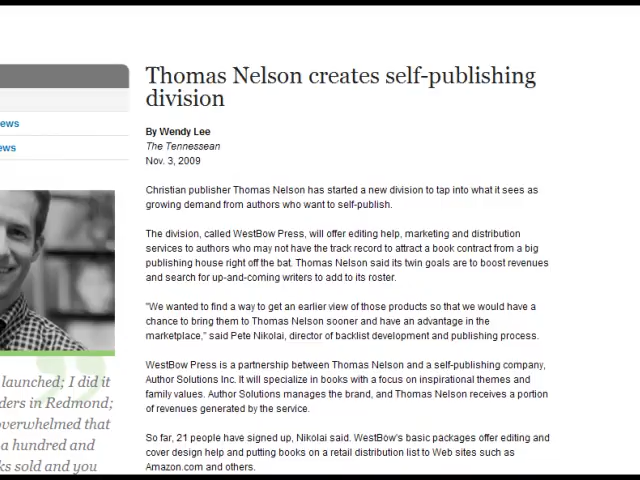 Thomas Nelson creates self-publishing
division
By Wendy Lee
The Tennessean
Nov. 3, 2009
Christian publisher Thomas Nelson has started a new division to tap into what it sees as
growing demand from authors who want to self-publish.
The division, called WestBow Press, will offer editing help, marketing and distribution
services to authors who may not have the track record to attract a book contract from a big
publishing house right off the bat. Thomas Nelson said its twin goals are to boost revenues
and search for up-and-coming writers to add to its roster.
"We wanted to find a way to get an earlier view of those products so that we would have a
chance to bring them to Thomas Nelson sooner and have an advantage in the
marketplace," said Pete Nikolai, director of backlist development and publishing process.
WestBow Press is a partnership between Thomas Nelson and a self-publishing company,
Author Solutions Inc. It will specialize in books with a focus on inspirational themes and
family values. Author Solutions manages the brand, and Thomas Nelson receives a portion
of revenues generated by the service.
So far, 21 people have signed up, Nikolai said. WestBow's basic packages offer editing and
cover design help and putting books on a retail distribution list to Web sites such as
Amazon.com and others.
ews
ews
launched; I did it
ders in Redmond;
overwhelmed that
a hundred and
ks sold and you